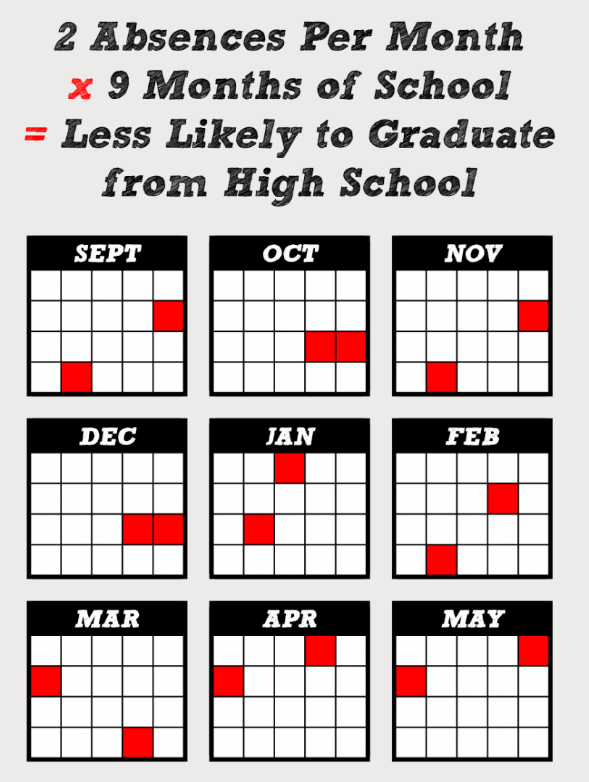 2 Absences Per Month
x 9 Months of School
= Less Likely to Graduate
from High School
SEPT
OCT
NOV
DEC
JAN
FEB
MAR
APR
MAY